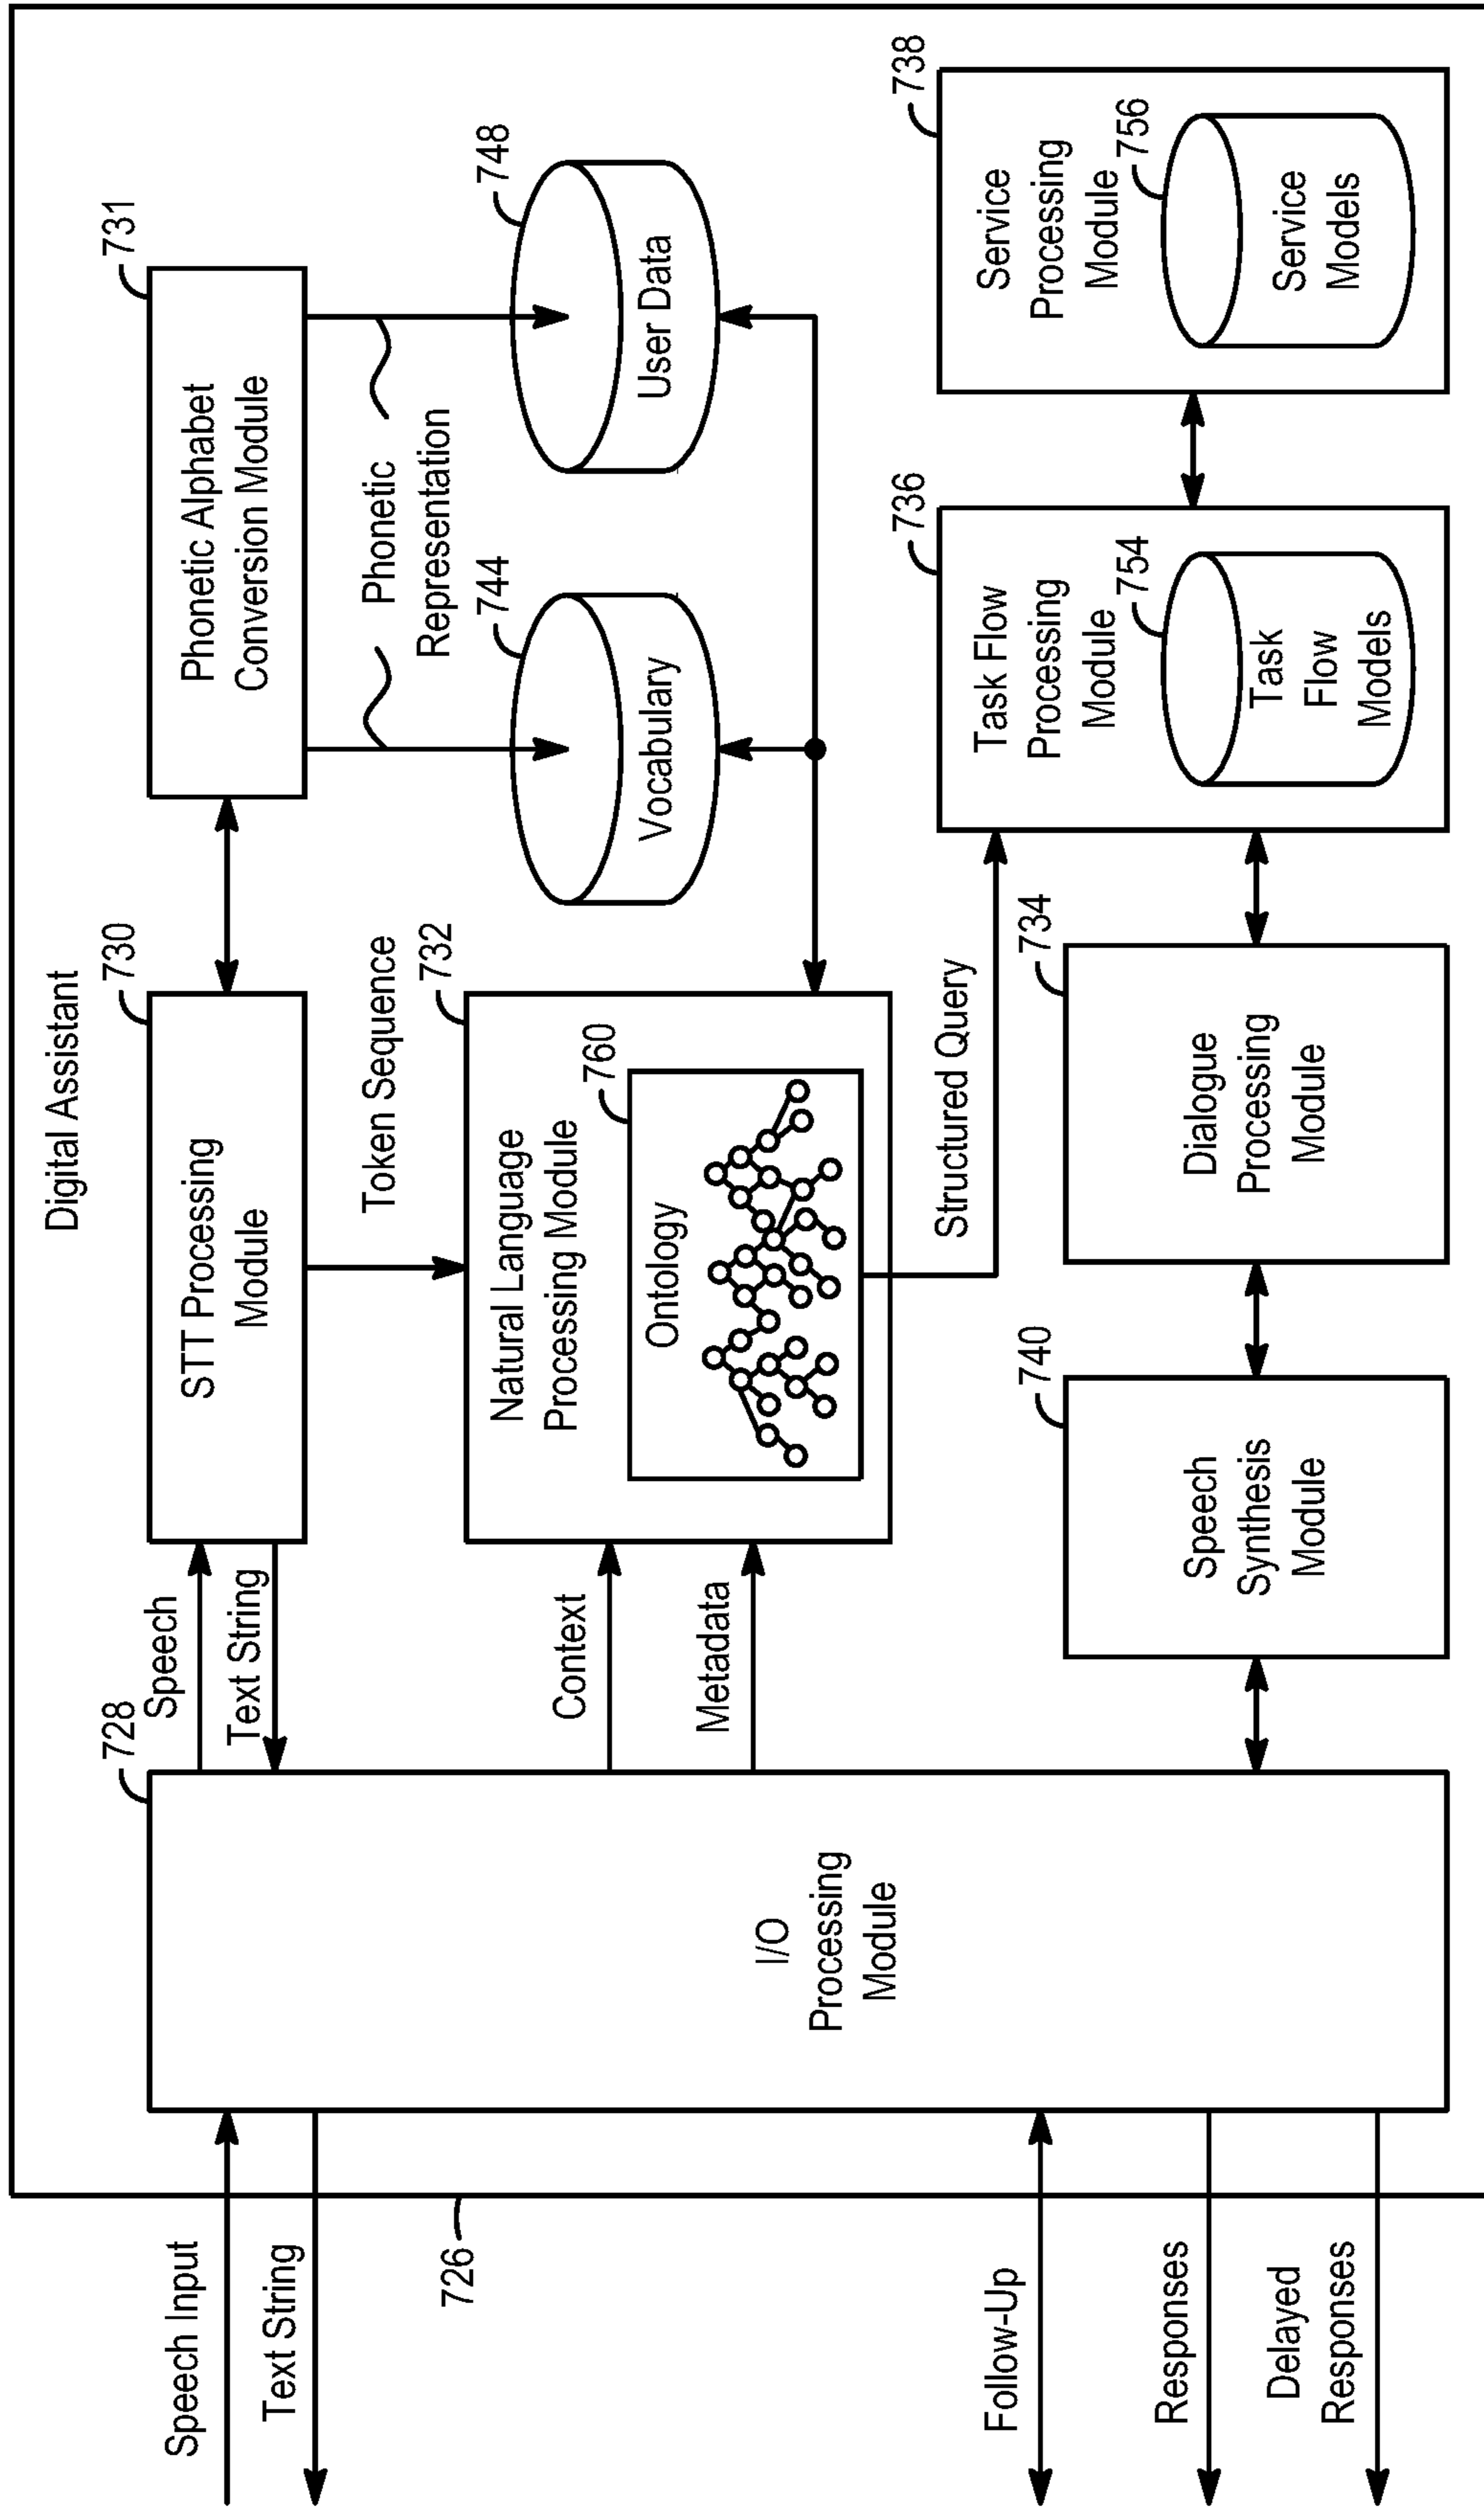 Digital Assistant
Speech Input
Text String
726
Follow-Up
Responses
Delayed
Responses
728
I/O
Processing
Module
Speech
Text String
Context
Metadata
730
STT Processing
Module
Token Sequence
731
Phonetic Alphabet
Conversion Module
Phonetic
Representation
744
Vocabulary
748
User Data
732
Natural Language
Processing Module
760
Ontology
Structured Query
740
Speech
Synthesis
Module
734
Dialogue
Processing
Module
736
Task Flow
Processing
Module
754
Task
Flow
Models
738
Service
Processing
Module
756
Service
Models